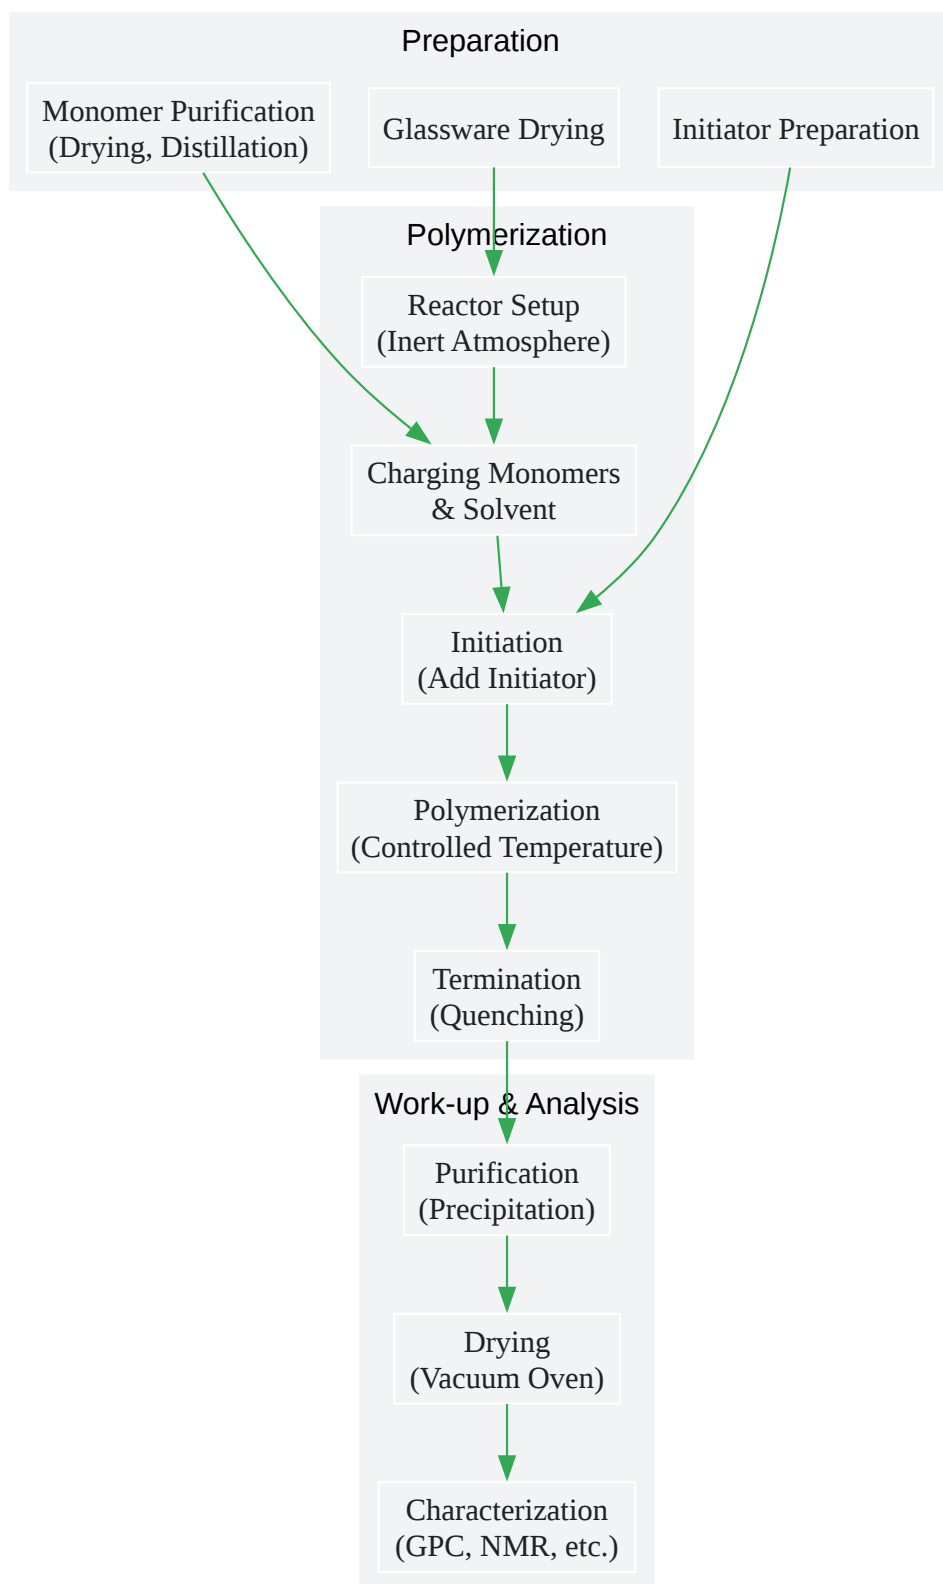 Preparation
Monomer Purification
(Drying, Distillation)
Glassware Drying
Initiator Preparation
Polymerization
Reactor Setup
(Inert Atmosphere)
Charging Monomers
& Solvent
Initiation
(Add Initiator)
Polymerization
(Controlled Temperature)
Termination
(Quenching)
Work-up & Analysis
Purification
(Precipitation)
Drying
(Vacuum Oven)
Characterization
(GPC, NMR, etc.)